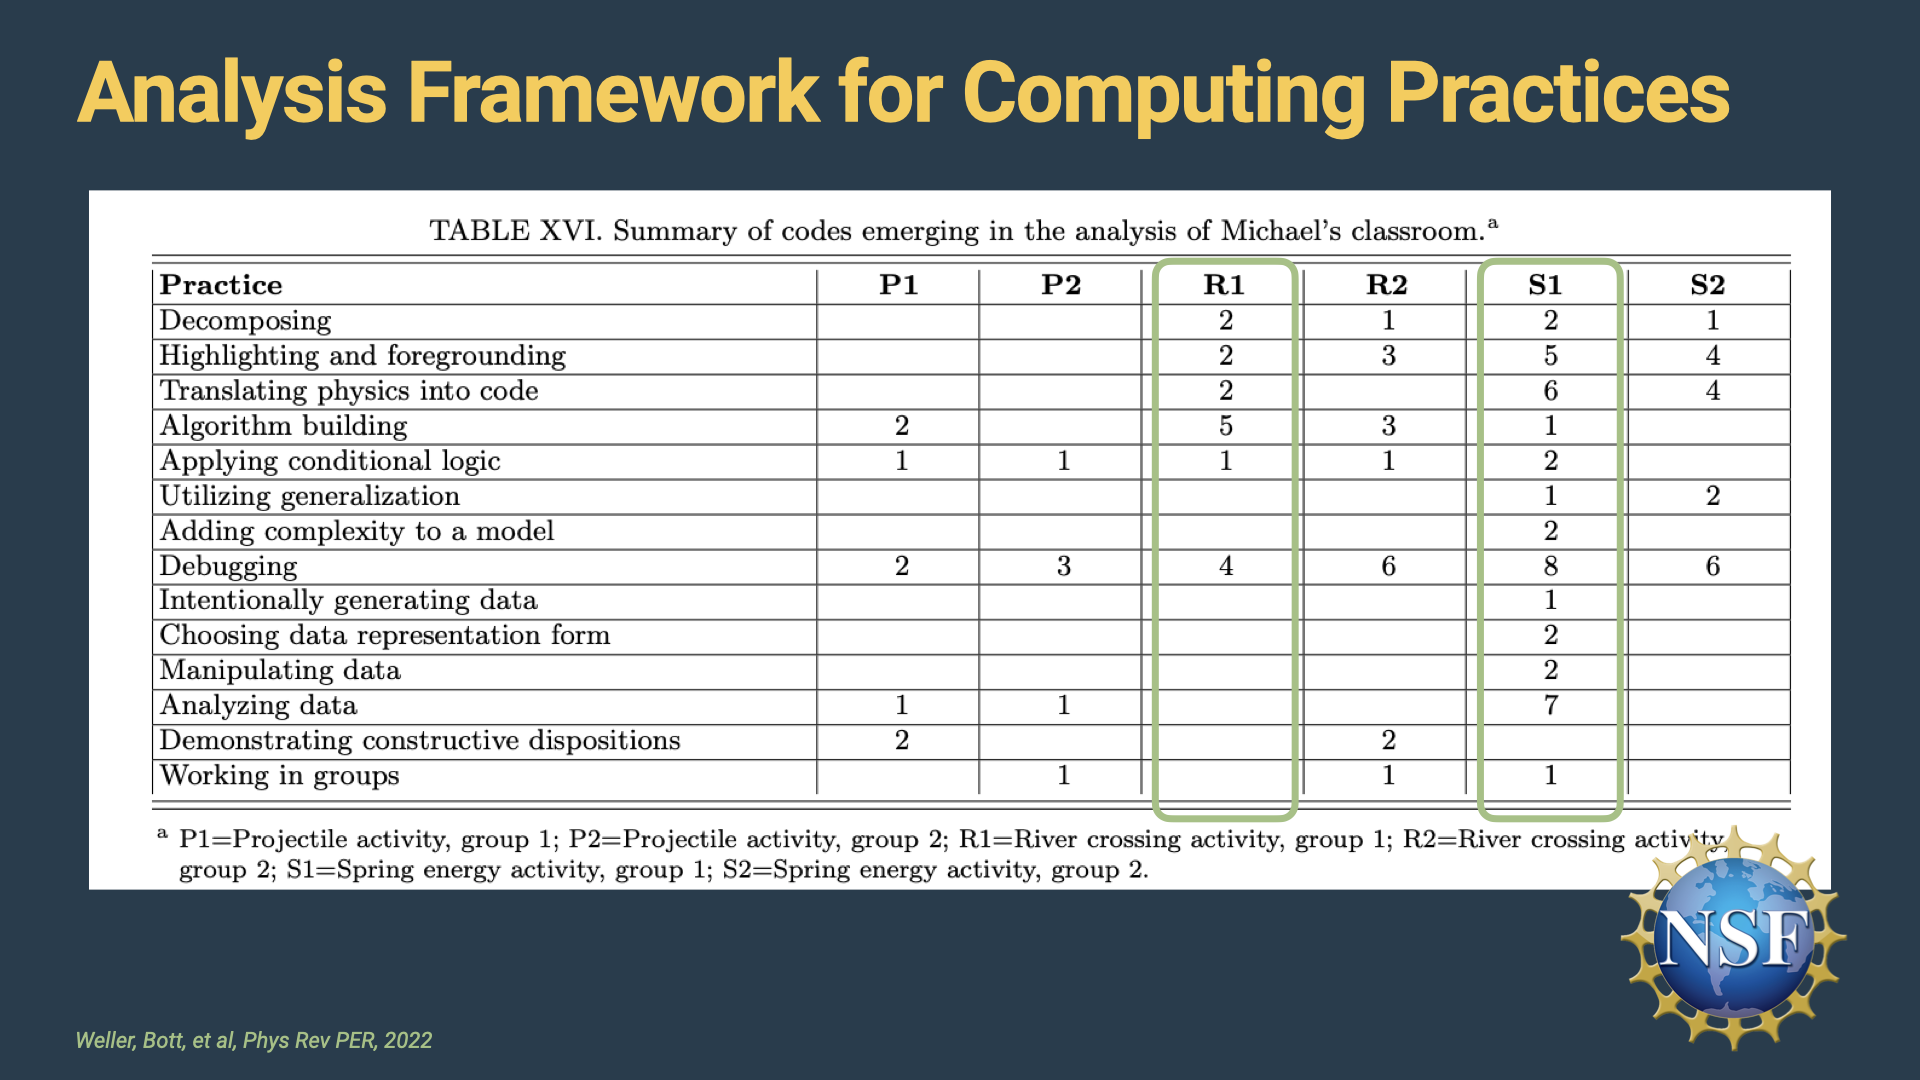 Analysis Framework for Computing Practices
TABLE XVI. Summary of codes emerging in the analysis of Michael's classroom.ᵃ
Practice P1 P2 R1 R2 S1 S2
Decomposing 2 1 2 1
Highlighting and foregrounding 2 3 5 4
Translating physics into code 2 6 4
Algorithm building 2 5 3 1
Applying conditional logic 1 1 1 1 2
Utilizing generalization 1 2
Adding complexity to a model 2
Debugging 2 3 4 6 8 6
Intentionally generating data 1
Choosing data representation form 2
Manipulating data 2
Analyzing data 1 1 7
Demonstrating constructive dispositions 2 2
Working in groups 1 1 1
ᵃ P1=Projectile activity, group 1; P2=Projectile activity, group 2; R1=River crossing activity, group 1; R2=River crossing activity,
group 2; S1=Spring energy activity, group 1; S2=Spring energy activity, group 2.
NSF
Weller, Bott, et al, Phys Rev PER, 2022